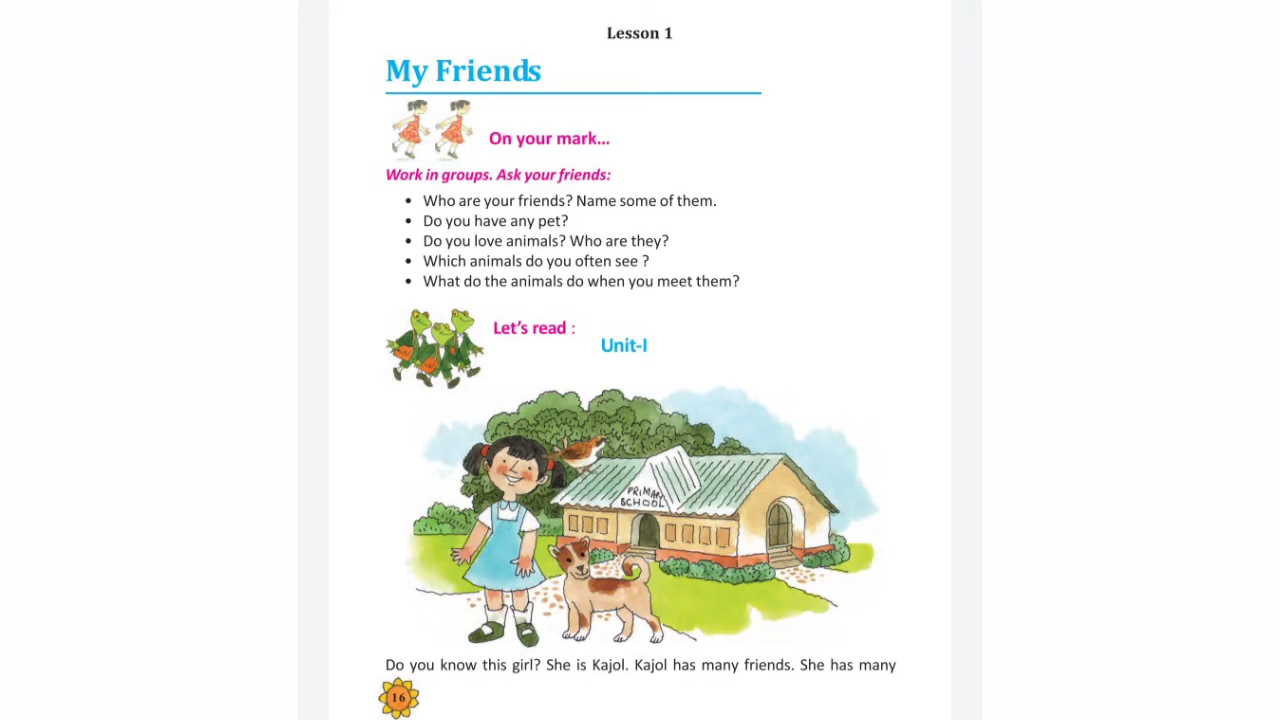 Lesson 1
My Friends
On your mark...
Work in groups. Ask your friends:
• Who are your friends? Name some of them.
• Do you have any pet?
• Do you love animals? Who are they?
• Which animals do you often see ?
• What do the animals do when you meet them?
Let's read :
Unit-I
PRIMARY
SCHOOL
Do you know this girl? She is Kajol. Kajol has many friends. She has many
16